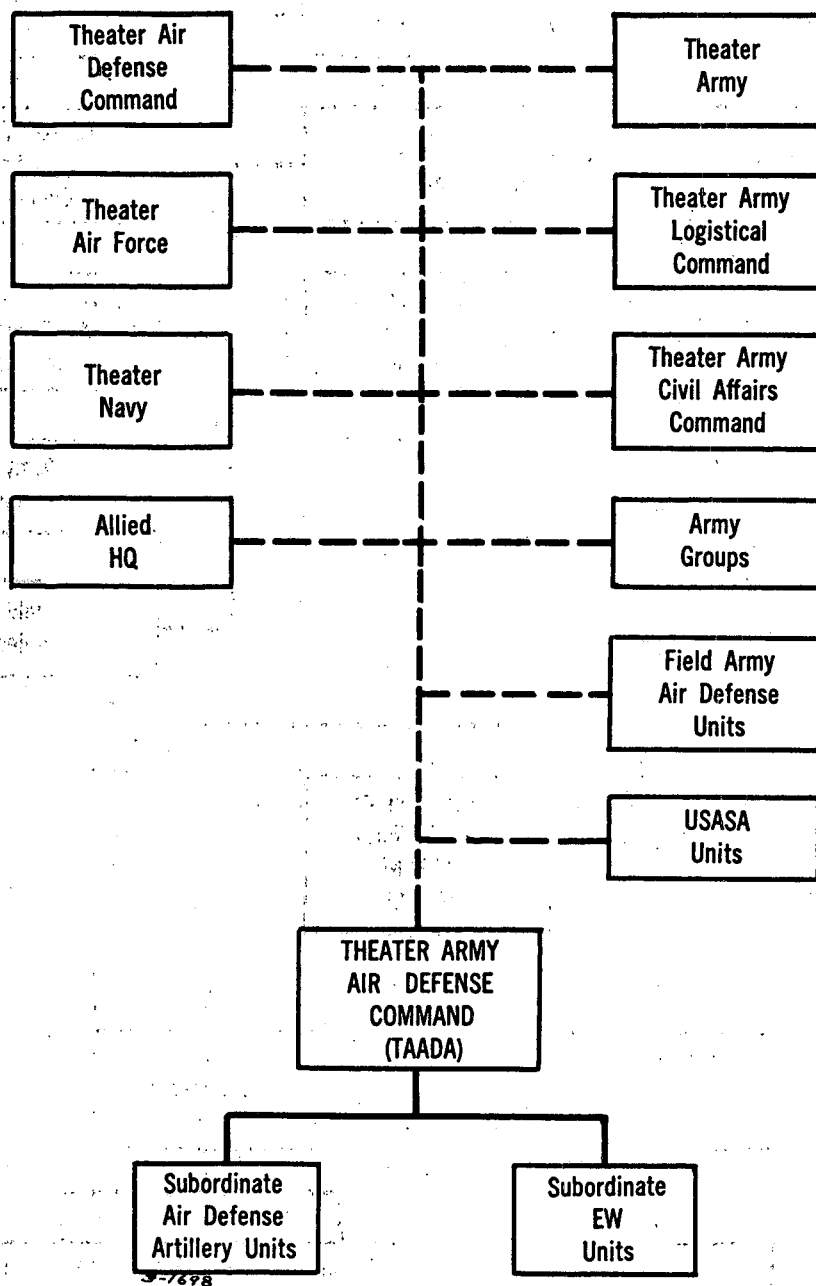 Theater Air
Defense
Command
Theater
Army
Theater
Air Force
Theater Army
Logistical
Command
Theater
Navy
Theater Army
Civil Affairs
Command
Allied
HQ
Army
Groups
Field Army
Air Defense
Units
USASA
Units
THEATER ARMY
AIR DEFENSE
COMMAND
(TAADA)
Subordinate
Air Defense
Artillery Units
Subordinate
EW
Units
J-1698